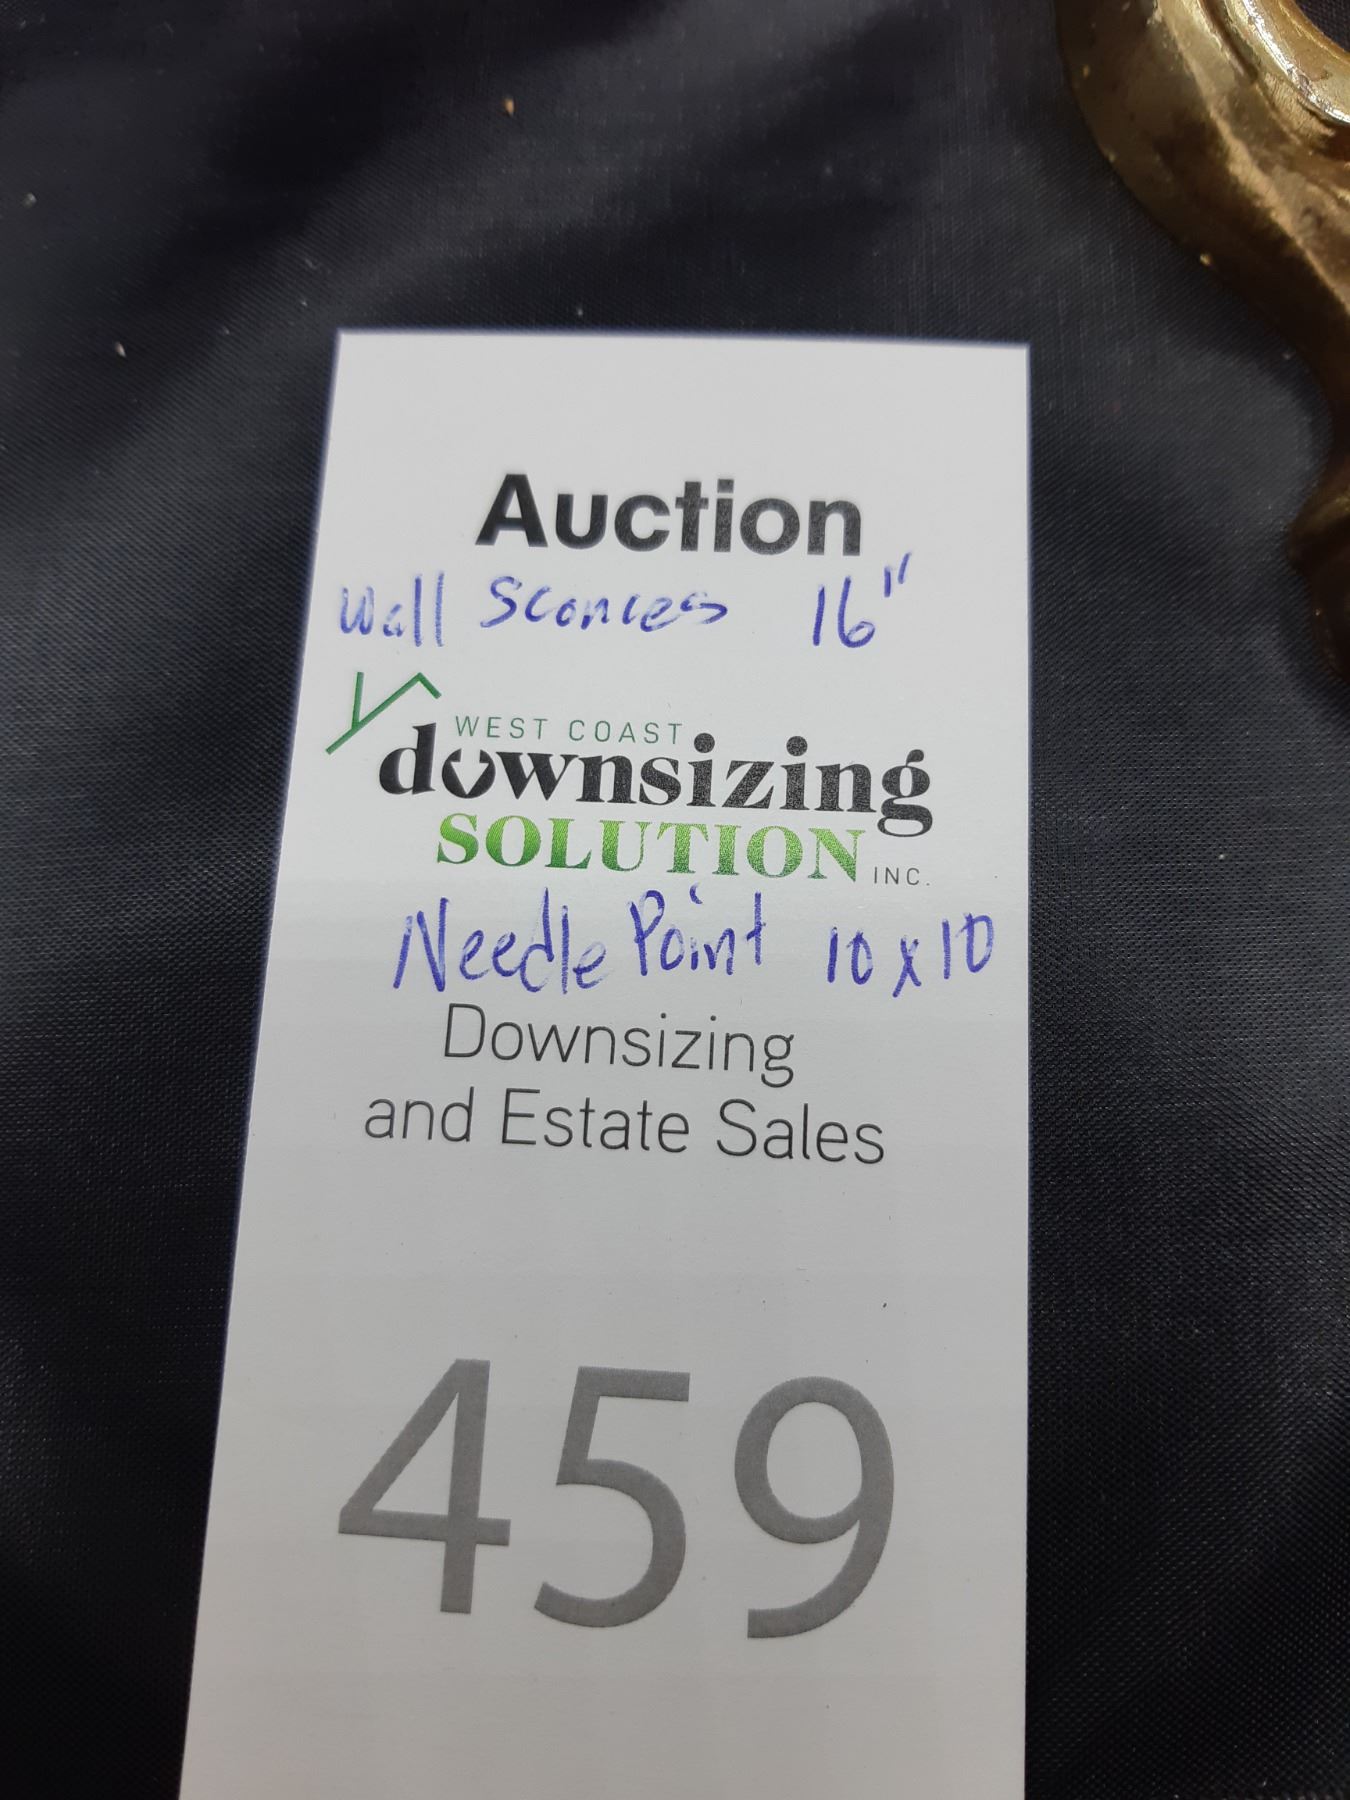 Auction
Wall Sconces 16"
WEST COAST
downsizing
SOLUTION INC.
Needle Point 10 x 10
Downsizing
and Estate Sales
459